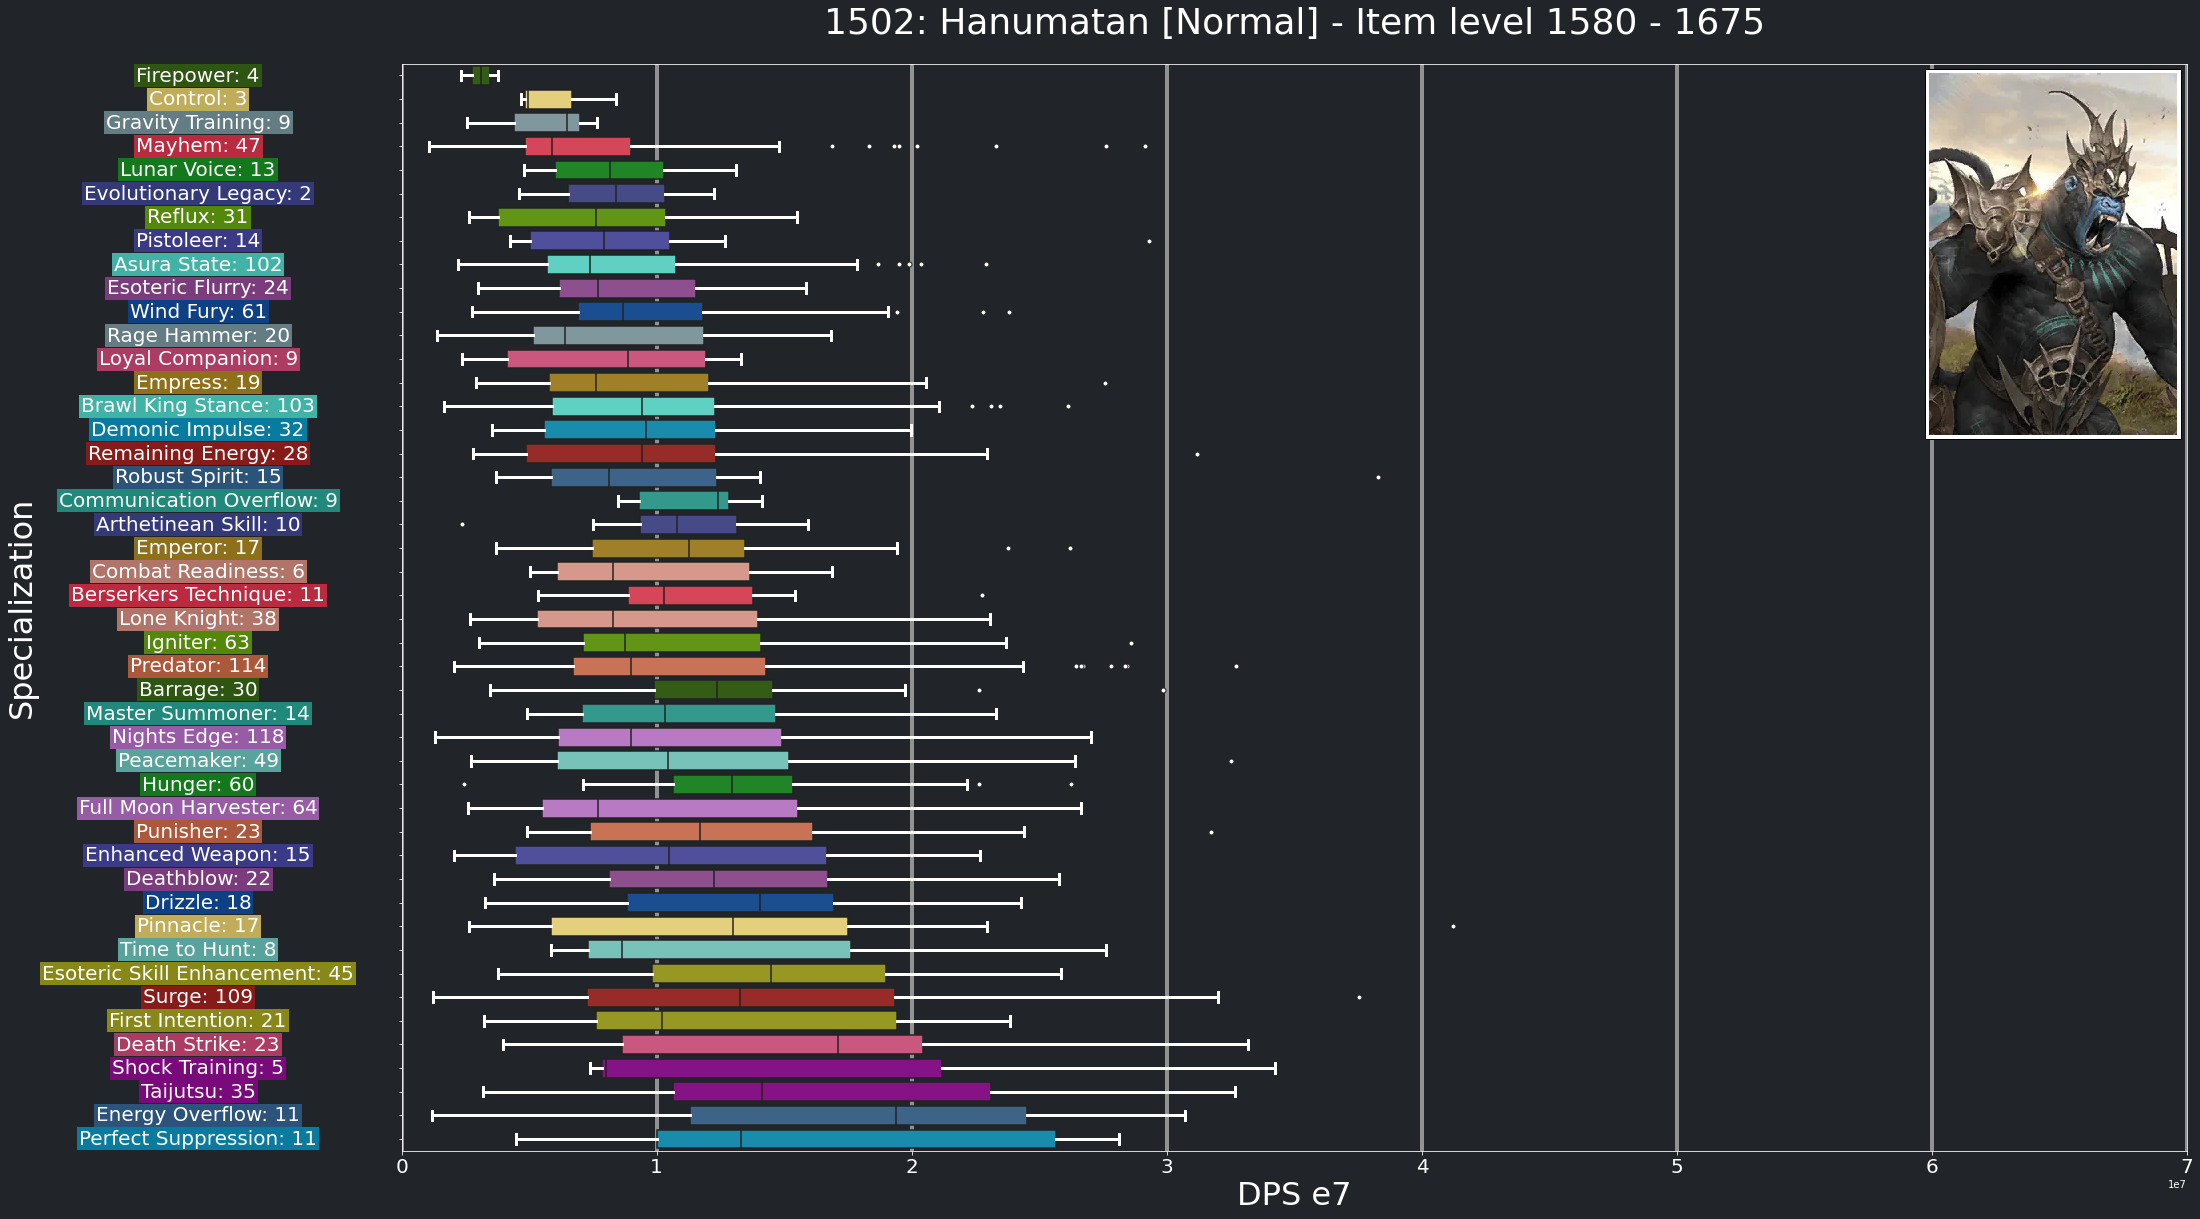 1502: Hanumatan [Normal] - Item level 1580 - 1675
Specialization
Firepower: 4
Control: 3
Gravity Training: 9
Mayhem: 47
Lunar Voice: 13
Evolutionary Legacy: 2
Reflux: 31
Pistoleer: 14
Asura State: 102
Esoteric Flurry: 24
Wind Fury: 61
Rage Hammer: 20
Loyal Companion: 9
Empress: 19
Brawl King Stance: 103
Demonic Impulse: 32
Remaining Energy: 28
Robust Spirit: 15
Communication Overflow: 9
Arthetinean Skill: 10
Emperor: 17
Combat Readiness: 6
Berserkers Technique: 11
Lone Knight: 38
Igniter: 63
Predator: 114
Barrage: 30
Master Summoner: 14
Nights Edge: 118
Peacemaker: 49
Hunger: 60
Full Moon Harvester: 64
Punisher: 23
Enhanced Weapon: 15
Deathblow: 22
Drizzle: 18
Pinnacle: 17
Time to Hunt: 8
Esoteric Skill Enhancement: 45
Surge: 109
First Intention: 21
Death Strike: 23
Shock Training: 5
Taijutsu: 35
Energy Overflow: 11
Perfect Suppression: 11
0 1 2 3 4 5 6 7
1e7
DPS e7